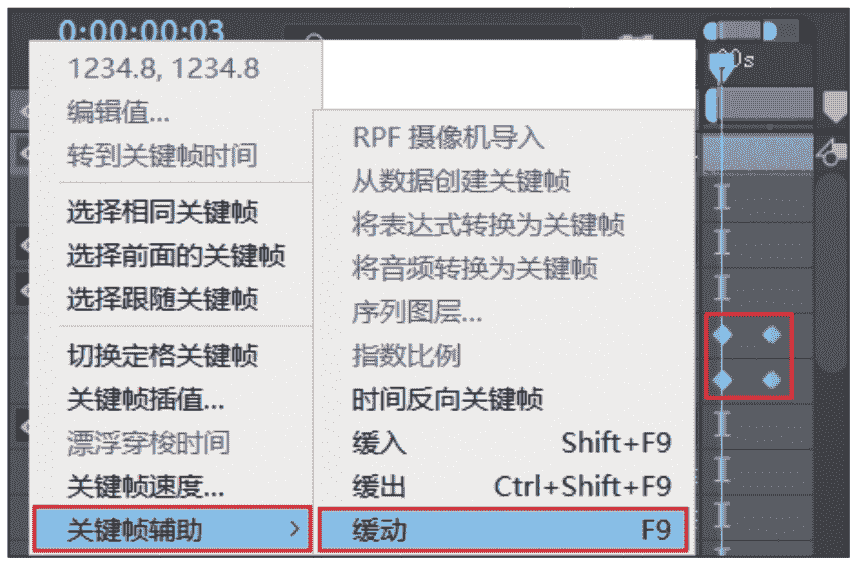 0:00:00:03
00s
1234.8, 1234.8
编辑值...
转到关键帧时间
选择相同关键帧
选择前面的关键帧
选择跟随关键帧
切换定格关键帧
关键帧插值...
漂浮穿梭时间
关键帧速度...
关键帧辅助 >
RPF 摄像机导入
从数据创建关键帧
将表达式转换为关键帧
将音频转换为关键帧
序列图层...
指数比例
时间反向关键帧
缓入 Shift+F9
缓出 Ctrl+Shift+F9
缓动 F9